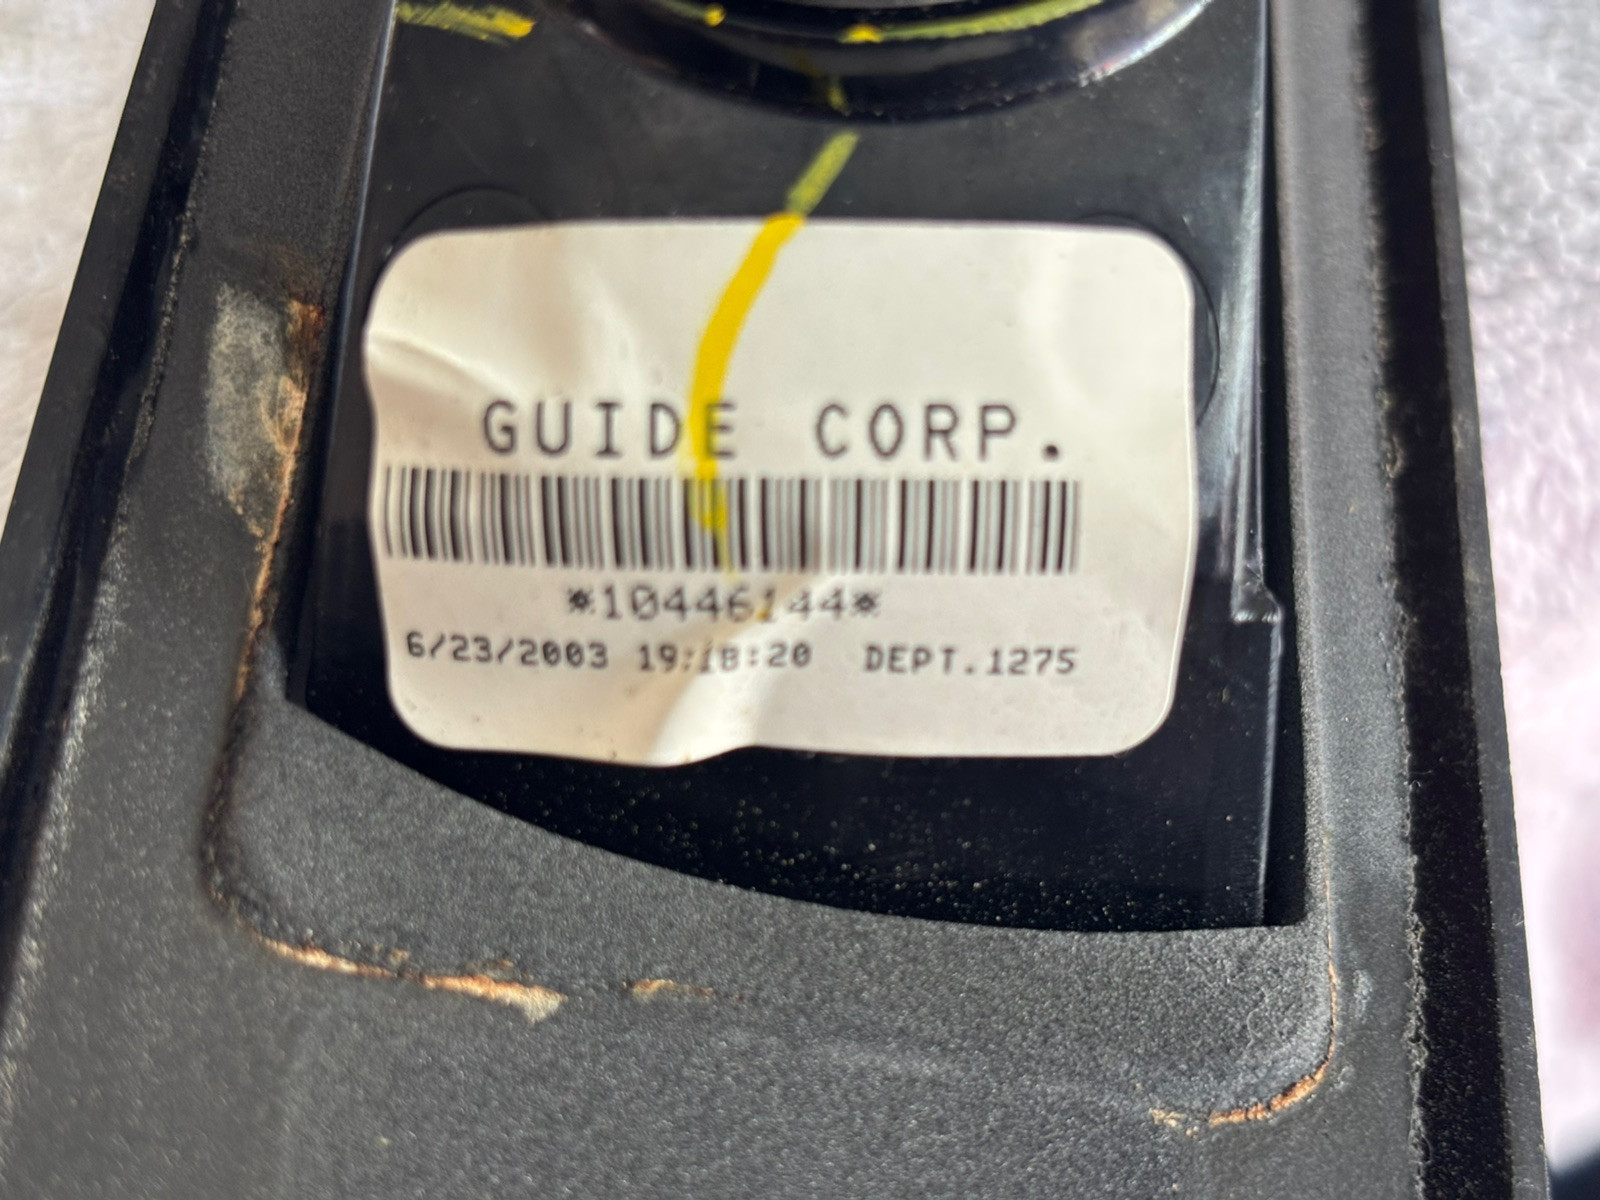 GUIDE CORP.
*10446144*
6/23/2003 19:18:20 DEPT.1275